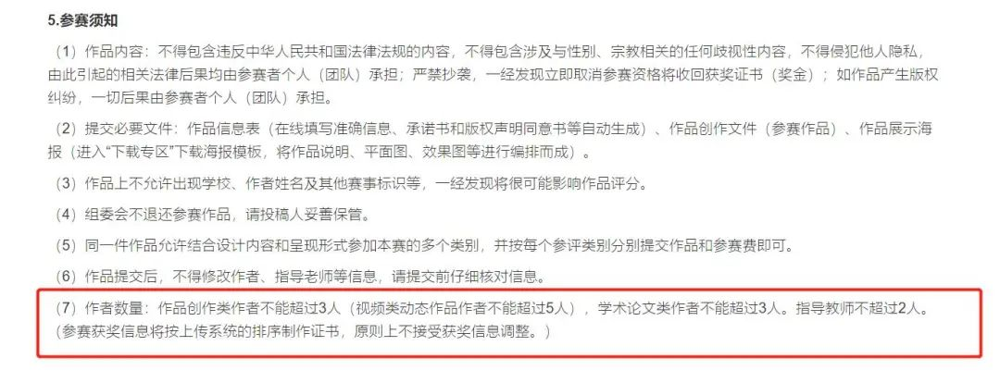 5.参赛须知
（1）作品内容：不得包含违反中华人民共和国法律法规的内容，不得包含涉及与性别、宗教相关的任何歧视性内容，不得侵犯他人隐私，
由此引起的相关法律后果均由参赛者个人（团队）承担；严禁抄袭，一经发现立即取消参赛资格将收回获奖证书（奖金）；如作品产生版权
纠纷，一切后果由参赛者个人（团队）承担。
（2）提交必要文件：作品信息表（在线填写准确信息、承诺书和版权声明同意书等自动生成）、作品创作文件（参赛作品）、作品展示海
报（进入“下载专区”下载海报模板，将作品说明、平面图、效果图等进行编排而成）。
（3）作品上不允许出现学校、作者姓名及其他赛事标识等，一经发现将很可能影响作品评分。
（4）组委会不退还参赛作品，请投稿人妥善保管。
（5）同一件作品允许结合设计内容和呈现形式参加本赛的多个类别，并按每个参评类别分别提交作品和参赛费即可。
（6）作品提交后，不得修改作者、指导老师等信息，请提交前仔细核对信息。
（7）作者数量：作品创作类作者不能超过3人（视频类动态作品作者不能超过5人），学术论文类作者不能超过3人。指导教师不超过2人。
（参赛获奖信息将按上传系统的排序制作证书，原则上不接受获奖信息调整。）